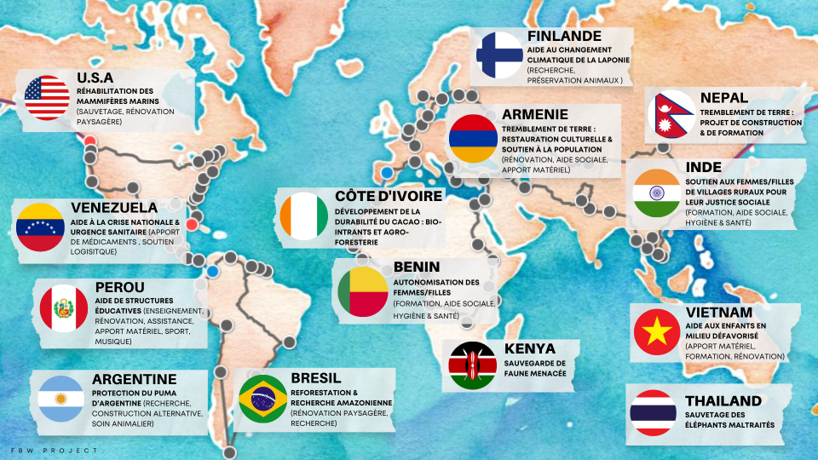 FINLANDE
AIDE AU CHANGEMENT
CLIMATIQUE DE LA LAPONIE
(RECHERCHE,
PRÉSERVATION ANIMAUX )
U.S.A
RÉHABILITATION DES
MAMMIFÈRES MARINS
(SAUVETAGE, RÉNOVATION
PAYSAGÈRE)
NEPAL
TREMBLEMENT DE TERRE :
PROJET DE CONSTRUCTION
& DE FORMATION
ARMENIE
TREMBLEMENT DE TERRE :
RESTAURATION CULTURELLE &
SOUTIEN À LA POPULATION
(RÉNOVATION, AIDE SOCIALE,
APPORT MATÉRIEL)
INDE
SOUTIEN AUX FEMMES/FILLES
DE VILLAGES RURAUX POUR
LEUR JUSTICE SOCIALE
(FORMATION, AIDE SOCIALE,
HYGIÈNE & SANTÉ)
VENEZUELA
AIDE À LA CRISE NATIONALE &
URGENCE SANITAIRE (APPORT
DE MÉDICAMENTS , SOUTIEN
LOGISITQUE)
CÔTE D'IVOIRE
DÉVELOPPEMENT DE LA
DURABILITÉ DU CACAO : BIO-
INTRANTS ET AGRO-
FORESTERIE
BENIN
AUTONOMISATION DES
FEMMES/FILLES
(FORMATION, AIDE SOCIALE,
HYGIÈNE & SANTÉ)
PEROU
AIDE DE STRUCTURES
ÉDUCATIVES (ENSEIGNEMENT,
RÉNOVATION, ASSISTANCE,
APPORT MATÉRIEL, SPORT,
MUSIQUE)
VIETNAM
AIDE AUX ENFANTS EN
MILIEU DÉFAVORISÉ
(APPORT MATÉRIEL,
FORMATION, RÉNOVATION)
KENYA
SAUVEGARDE DE
FAUNE MENACÉE
ARGENTINE
PROTECTION DU PUMA
D'ARGENTINE (RECHERCHE,
CONSTRUCTION ALTERNATIVE,
SOIN ANIMALIER)
BRESIL
REFORESTATION &
RECHERCHE AMAZONIENNE
(RÉNOVATION PAYSAGÈRE,
RECHERCHE)
THAILAND
SAUVETAGE DES
ÉLÉPHANTS MALTRAITÉS
FBW PROJECT